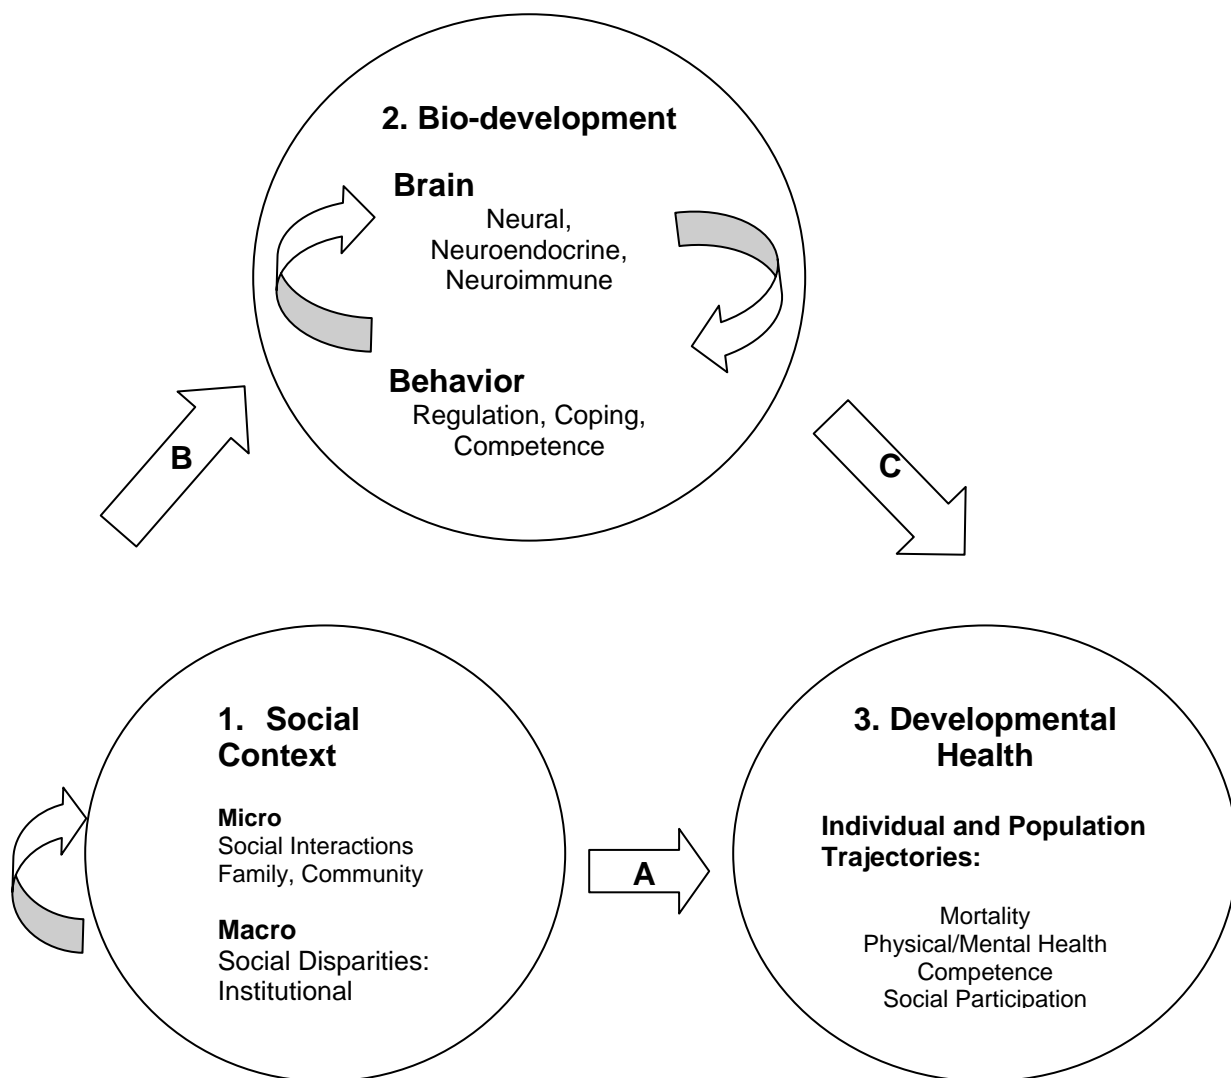 2. Bio-development
Brain
Neural,
Neuroendocrine,
Neuroimmune
Behavior
Regulation, Coping,
Competence
B
C
1. Social
Context
Micro
Social Interactions
Family, Community
Macro
Social Disparities:
Institutional
A
3. Developmental
Health
Individual and Population
Trajectories:
Mortality
Physical/Mental Health
Competence
Social Participation